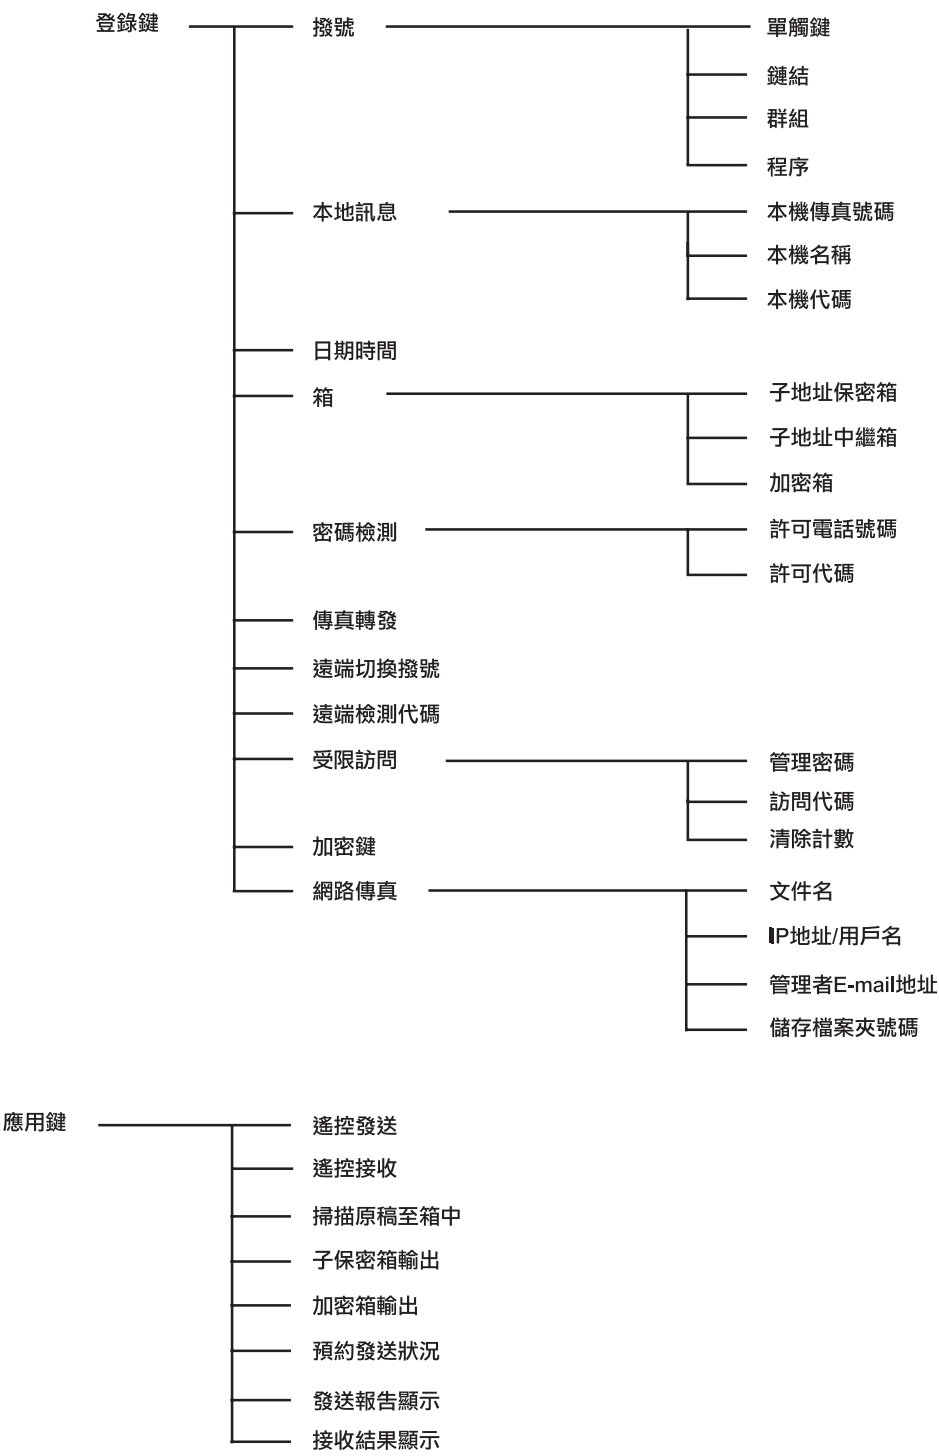 登錄鍵 撥號 單觸鍵
鏈結
群組
程序
本地訊息 本機傳真號碼
本機名稱
本機代碼
日期時間
箱 子地址保密箱
子地址中繼箱
加密箱
密碼檢測 許可電話號碼
許可代碼
傳真轉發
遠端切換撥號
遠端檢測代碼
受限訪問 管理密碼
訪問代碼
清除計數
加密鍵
網路傳真 文件名
IP地址/用戶名
管理者E-mail地址
儲存檔案夾號碼
應用鍵 遙控發送
遙控接收
掃描原稿至箱中
子保密箱輸出
加密箱輸出
預約發送狀況
發送報告顯示
接收結果顯示